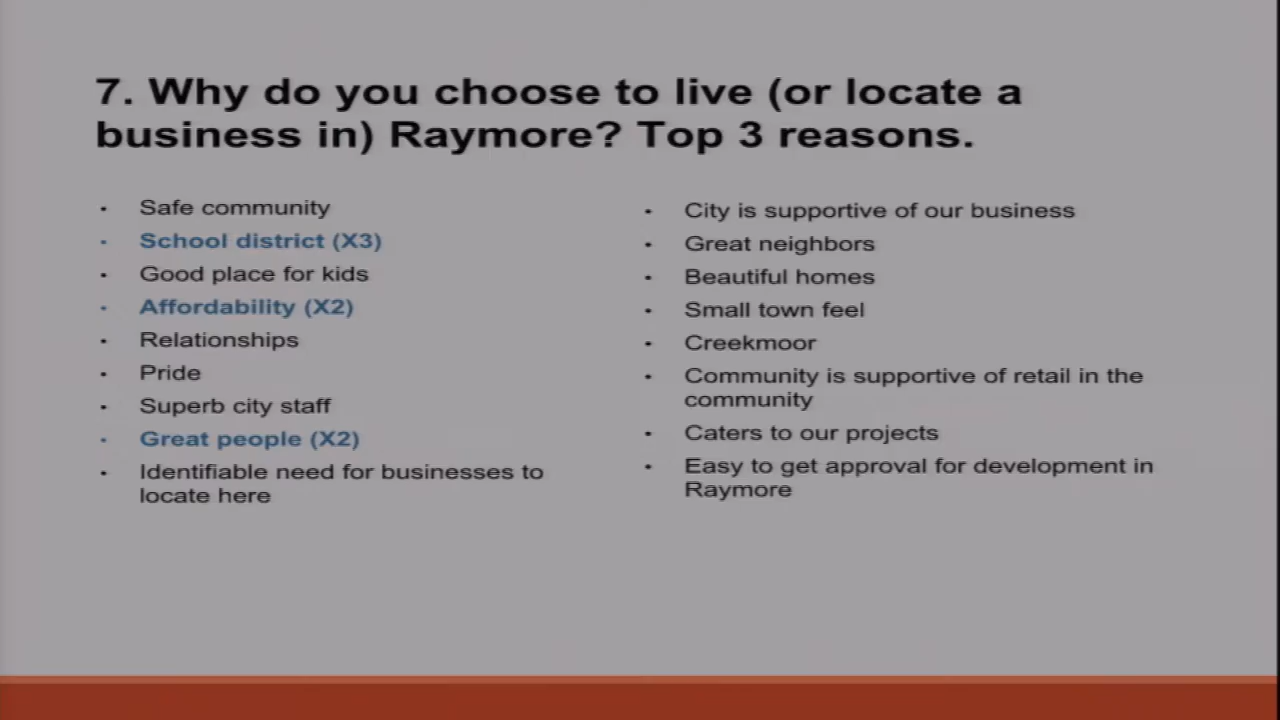 7. Why do you choose to live (or locate a
business in) Raymore? Top 3 reasons.
• Safe community
• School district (X3)
• Good place for kids
• Affordability (X2)
• Relationships
• Pride
• Superb city staff
• Great people (X2)
• Identifiable need for businesses to
locate here
• City is supportive of our business
• Great neighbors
• Beautiful homes
• Small town feel
• Creekmoor
• Community is supportive of retail in the
community
• Caters to our projects
• Easy to get approval for development in
Raymore